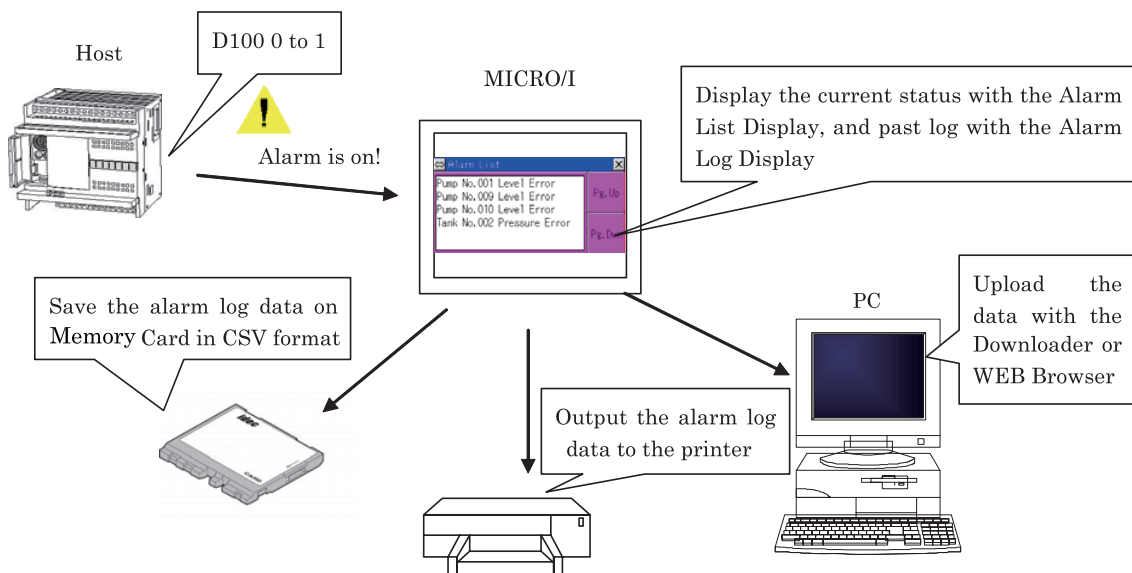 Host
D100 0 to 1
Alarm is on!
MICRO/I
Alarm List
Pump No.001 Level Error
Pump No.009 Level Error
Pump No.010 Level Error
Tank No.002 Pressure Error
Pg.Up
Display the current status with the Alarm
List Display, and past log with the Alarm
Log Display
Save the alarm log data on
Memory Card in CSV format
idec
CARD
Output the alarm log
data to the printer
PC
Upload the
data with the
Downloader or
WEB Browser